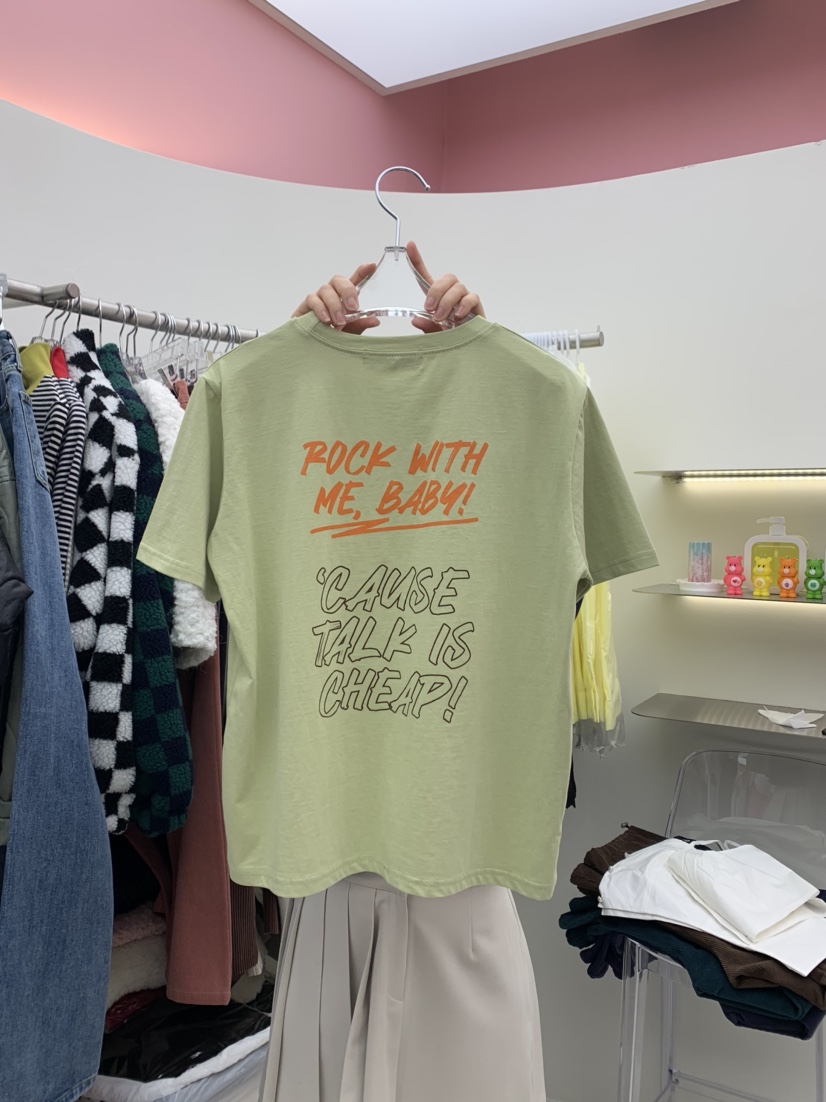 ROCK WITH
ME, BABY!
'CAUSE
TALK IS
CHEAP!